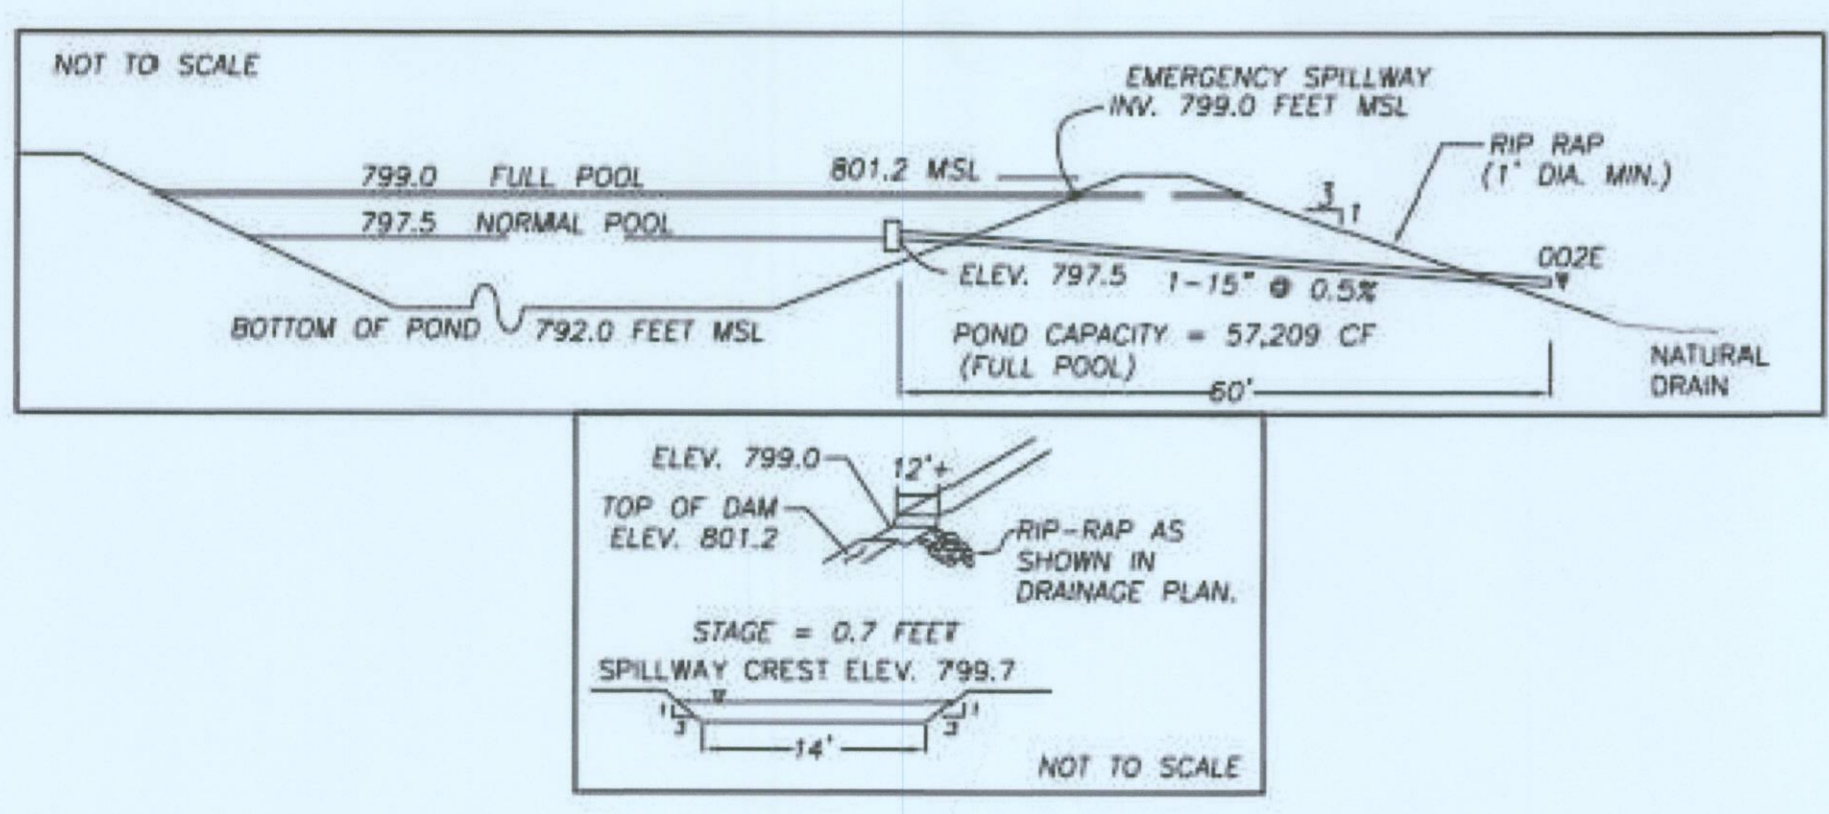 NOT TO SCALE
EMERGENCY SPILLWAY
INV. 799.0 FEET MSL
RIP RAP
(1' DIA. MIN.)
799.0 FULL POOL
801.2 MSL
3
1
797.5 NORMAL POOL
002E
ELEV. 797.5
1-15" @ 0.5%
BOTTOM OF POND
792.0 FEET MSL
POND CAPACITY = 57,209 CF
(FULL POOL)
60'
NATURAL
DRAIN
ELEV. 799.0
12'+
TOP OF DAM
ELEV. 801.2
RIP-RAP AS
SHOWN IN
DRAINAGE PLAN.
STAGE = 0.7 FEET
SPILLWAY CREST ELEV. 799.7
1
3
3
1
14'
NOT TO SCALE